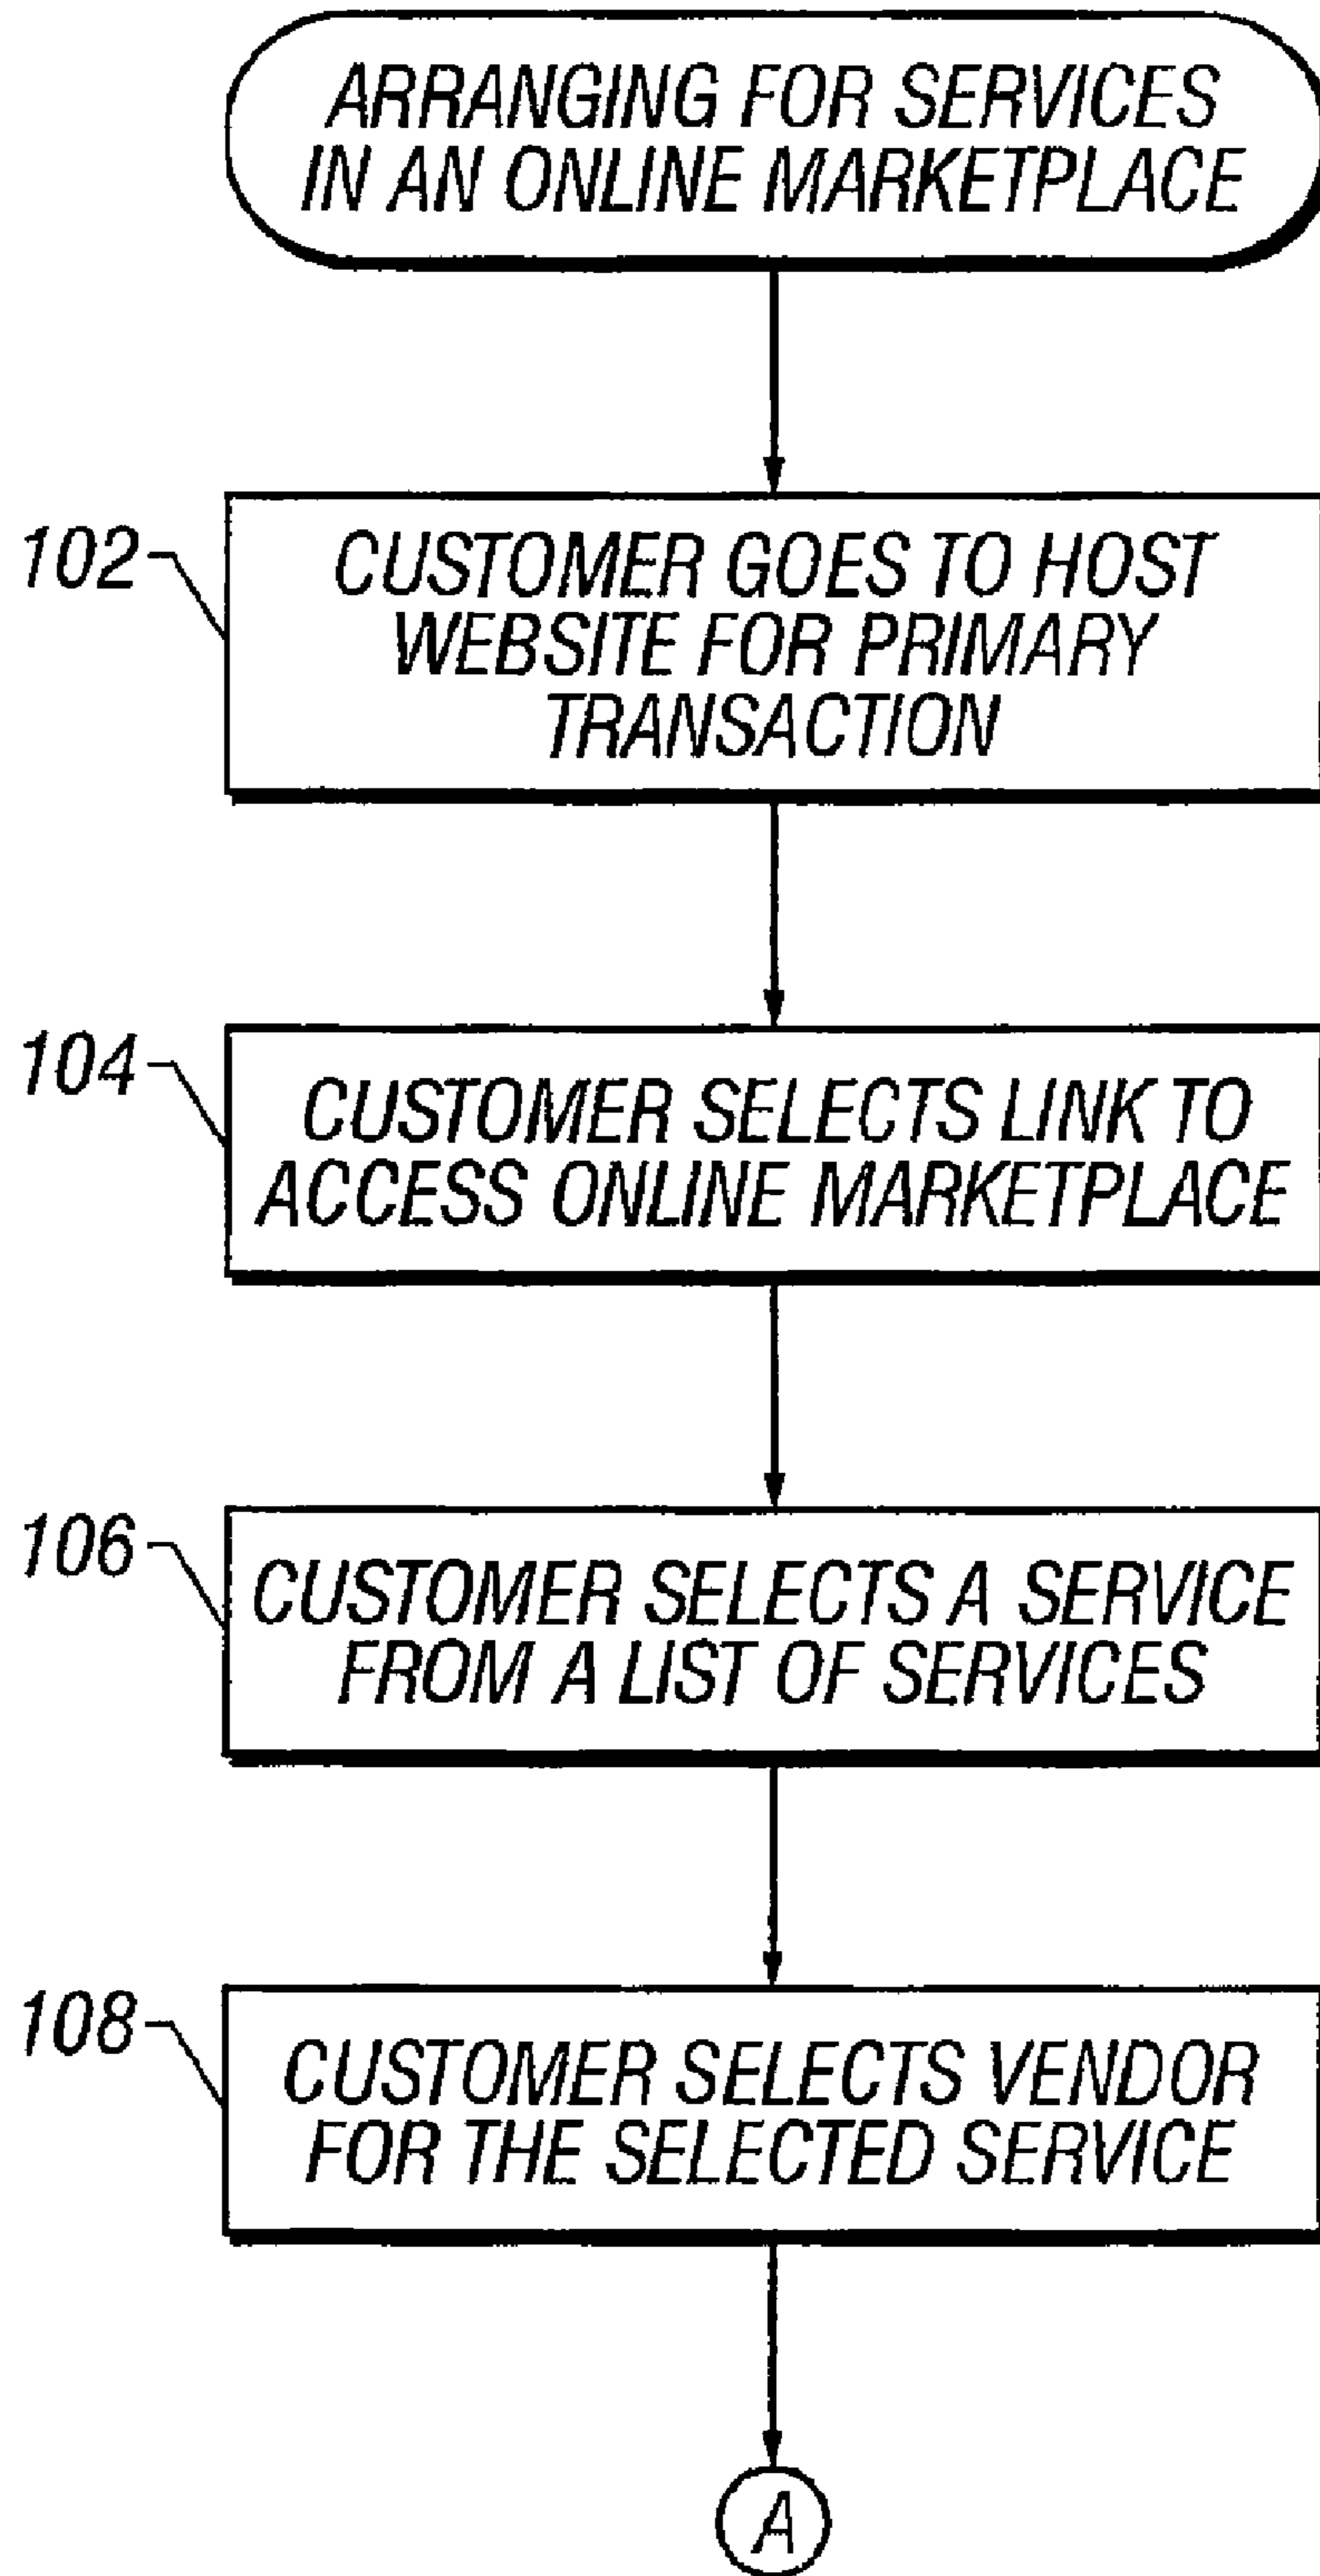 ARRANGING FOR SERVICES
IN AN ONLINE MARKETPLACE
102
CUSTOMER GOES TO HOST
WEBSITE FOR PRIMARY
TRANSACTION
104
CUSTOMER SELECTS LINK TO
ACCESS ONLINE MARKETPLACE
106
CUSTOMER SELECTS A SERVICE
FROM A LIST OF SERVICES
108
CUSTOMER SELECTS VENDOR
FOR THE SELECTED SERVICE
A